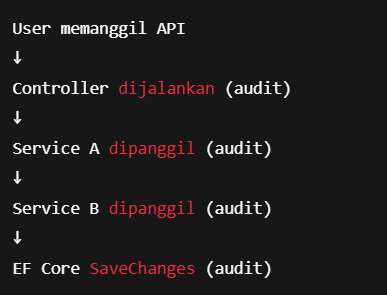 User memanggil API
↓
Controller dijalankan (audit)
↓
Service A dipanggil (audit)
↓
Service B dipanggil (audit)
↓
EF Core SaveChanges (audit)